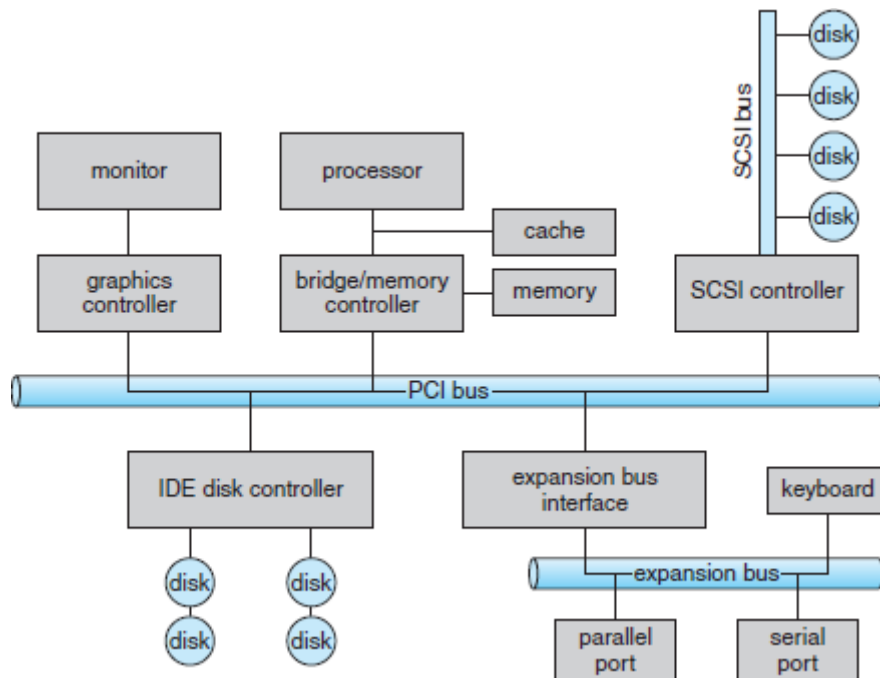 disk
disk
disk
disk
SCSI bus
monitor
processor
cache
graphics
controller
bridge/memory
controller
memory
SCSI controller
PCI bus
IDE disk controller
expansion bus
interface
keyboard
disk
disk
disk
disk
expansion bus
parallel
port
serial
port